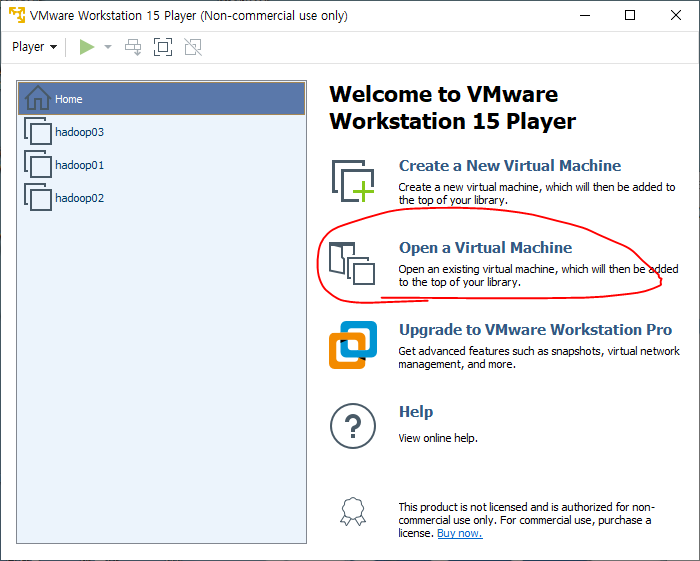 VMware Workstation 15 Player (Non-commercial use only)
Player
Home
hadoop03
hadoop01
hadoop02
Welcome to VMware
Workstation 15 Player
Create a New Virtual Machine
Create a new virtual machine, which will then be added
to the top of your library.
Open a Virtual Machine
Open an existing virtual machine, which will then be added
to the top of your library.
Upgrade to VMware Workstation Pro
Get advanced features such as snapshots, virtual network
management, and more.
Help
View online help.
This product is not licensed and is authorized for non-
commercial use only. For commercial use, purchase a
license. Buy now.